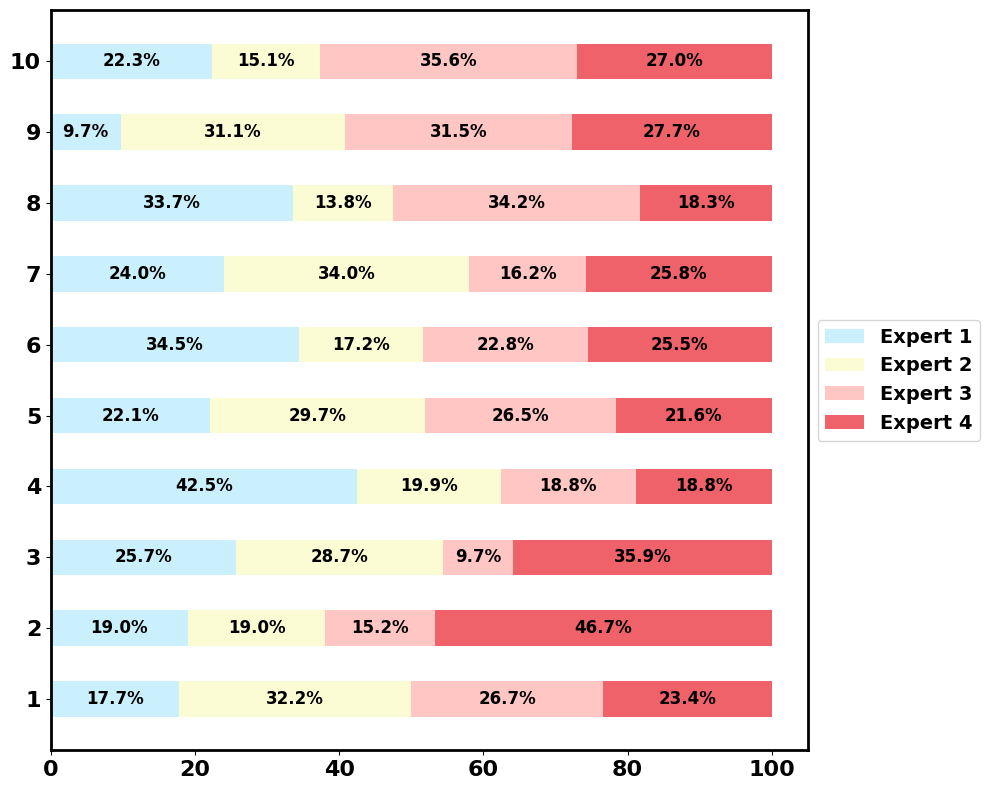 10 22.3% 15.1% 35.6% 27.0%
9 9.7% 31.1% 31.5% 27.7%
8 33.7% 13.8% 34.2% 18.3%
7 24.0% 34.0% 16.2% 25.8%
6 34.5% 17.2% 22.8% 25.5%
5 22.1% 29.7% 26.5% 21.6%
4 42.5% 19.9% 18.8% 18.8%
3 25.7% 28.7% 9.7% 35.9%
2 19.0% 19.0% 15.2% 46.7%
1 17.7% 32.2% 26.7% 23.4%
0 20 40 60 80 100
Expert 1
Expert 2
Expert 3
Expert 4